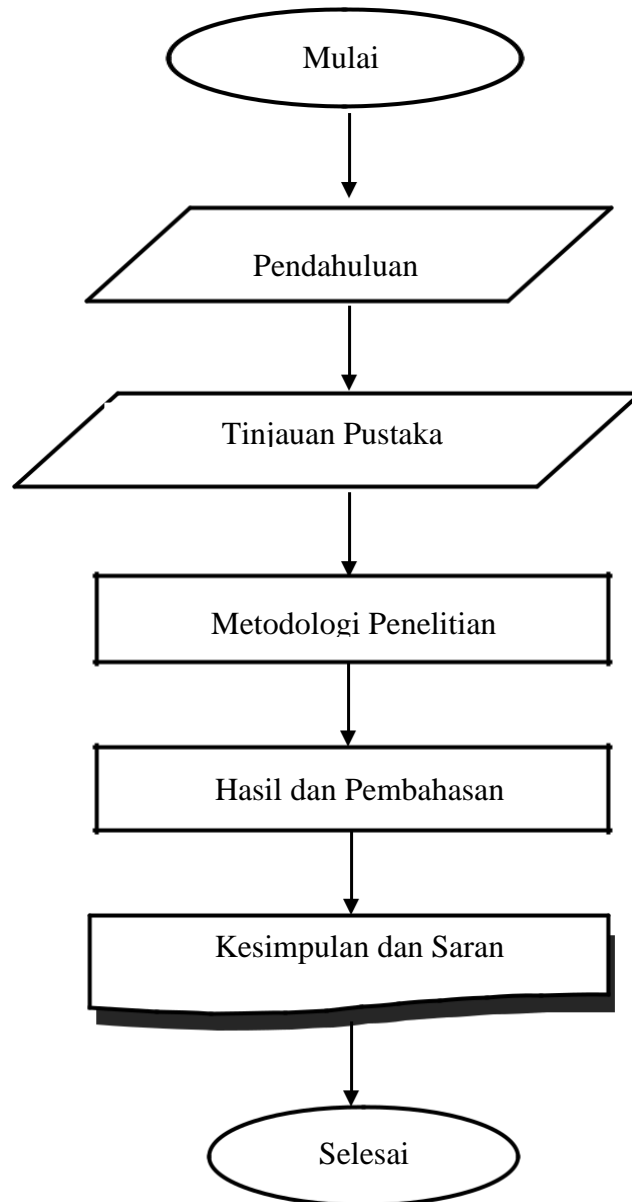 Mulai
Pendahuluan
Tinjauan Pustaka
Metodologi Penelitian
Hasil dan Pembahasan
Kesimpulan dan Saran
Selesai